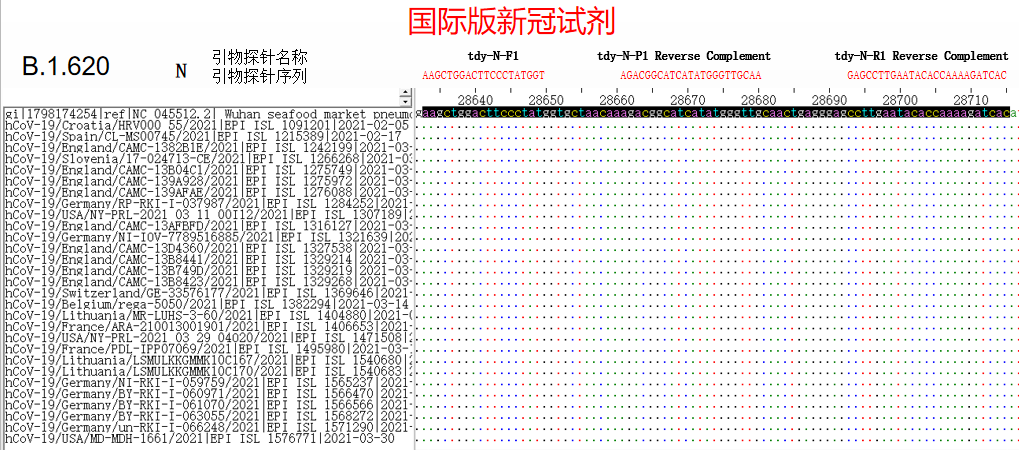 国际版新冠试剂
B.1.620 N 引物探针名称 tdy-N-F1 tdy-N-P1 Reverse Complement tdy-N-R1 Reverse Complement
引物探针序列 AAGCTGGACTTCCCTATGGT AGACGGCATCATATGGGTTGCAA GAGCCTTGAATACACCAAAAGATCAC
28640 28650 28660 28670 28680 28690 28700 28710
gi|1798174254|ref|NC_045512.2| Wuhan seafood market pneumo gaagctggacttccctatggtgctaacaaagacggcatcatatgggttgcaactgagggagccttgaatacaccaaaagatcacat
hCoV-19/Croatia/HRV000_55/2021|EPI_ISL_1091201|2021-02-05
hCoV-19/Spain/CL-MS00745/2021|EPI_ISL_1215389|2021-02-17
hCoV-19/England/CAMC-1382B1E/2021|EPI_ISL_1242199|2021-03-
hCoV-19/Slovenia/17-024713-CE/2021|EPI_ISL_1266268|2021-03
hCoV-19/England/CAMC-13B04C1/2021|EPI_ISL_1275749|2021-03-
hCoV-19/England/CAMC-139A928/2021|EPI_ISL_1275972|2021-03-
hCoV-19/England/CAMC-139AFAE/2021|EPI_ISL_1276088|2021-03-
hCoV-19/Germany/RP-RKI-I-037987/2021|EPI_ISL_1284252|2021-
hCoV-19/USA/NY-PRL-2021_03_11_00I12/2021|EPI_ISL_1307189|2
hCoV-19/England/CAMC-13AFBFD/2021|EPI_ISL_1316127|2021-03-
hCoV-19/Germany/NI-IOV-7789516885/2021|EPI_ISL_1321639|202
hCoV-19/England/CAMC-13D4360/2021|EPI_ISL_1327538|2021-03-
hCoV-19/England/CAMC-13B8441/2021|EPI_ISL_1329214|2021-03-
hCoV-19/England/CAMC-13B749D/2021|EPI_ISL_1329219|2021-03-
hCoV-19/England/CAMC-13B8423/2021|EPI_ISL_1329268|2021-03-
hCoV-19/Switzerland/GE-33576177/2021|EPI_ISL_1369646|2021-
hCoV-19/Belgium/rega-5050/2021|EPI_ISL_1382294|2021-03-14
hCoV-19/Lithuania/MR-LUHS-3-60/2021|EPI_ISL_1404880|2021-0
hCoV-19/France/ARA-210013001901/2021|EPI_ISL_1406653|2021-
hCoV-19/USA/NY-PRL-2021_03_29_04O20/2021|EPI_ISL_1471508|2
hCoV-19/France/PDL-IPP07069/2021|EPI_ISL_1495980|2021-03-
hCoV-19/Lithuania/LSMULKKGMMK10C167/2021|EPI_ISL_1540680|2
hCoV-19/Lithuania/LSMULKKGMMK10C170/2021|EPI_ISL_1540683|2
hCoV-19/Germany/NI-RKI-I-059759/2021|EPI_ISL_1565237|2021-
hCoV-19/Germany/BY-RKI-I-060971/2021|EPI_ISL_1566470|2021-
hCoV-19/Germany/BY-RKI-I-061070/2021|EPI_ISL_1566566|2021-
hCoV-19/Germany/BY-RKI-I-063055/2021|EPI_ISL_1568272|2021-
hCoV-19/Germany/un-RKI-I-066248/2021|EPI_ISL_1571290|2021-
hCoV-19/USA/MD-MDH-1661/2021|EPI_ISL_1576771|2021-03-30